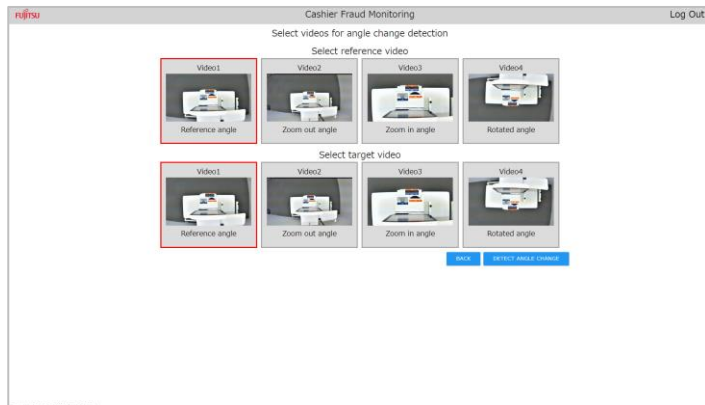 FUJITSU
Cashier Fraud Monitoring
Log Out
Select videos for angle change detection
Select reference video
Video1
Video2
Video3
Video4
Reference angle
Zoom out angle
Zoom in angle
Rotated angle
Select target video
Video1
Video2
Video3
Video4
Reference angle
Zoom out angle
Zoom in angle
Rotated angle
BACK
DETECT ANGLE CHANGE